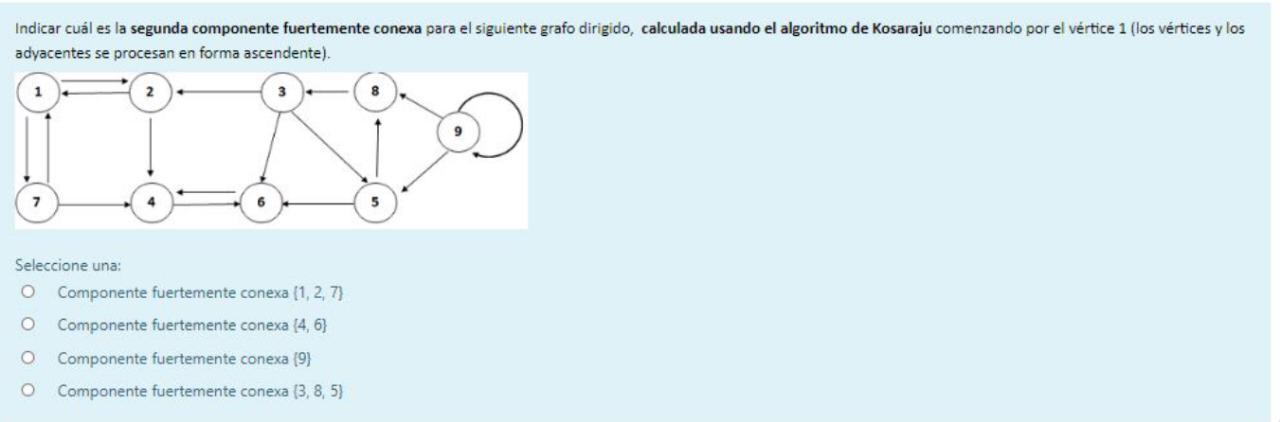 Indicar cuál es la segunda componente fuertemente conexa para el siguiente grafo dirigido, calculada usando el algoritmo de Kosaraju comenzando por el vértice 1 (los vértices y los
adyacentes se procesan en forma ascendente).
1 2 3 8
9
7 4 6 5
Seleccione una:
Componente fuertemente conexa {1, 2, 7}
Componente fuertemente conexa {4, 6}
Componente fuertemente conexa {9}
Componente fuertemente conexa {3, 8, 5}